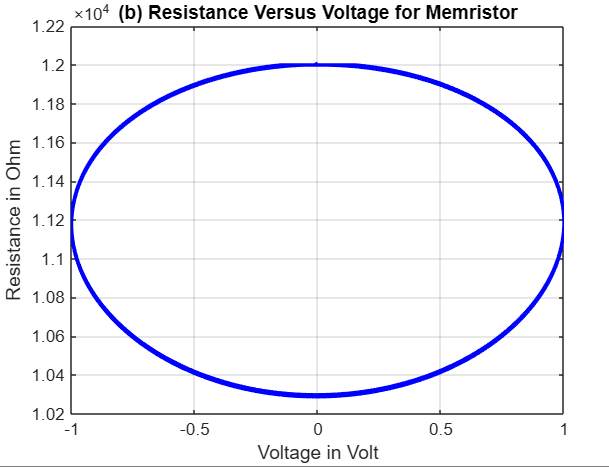 ×10⁴ (b) Resistance Versus Voltage for Memristor
1.22
1.2
1.18
1.16
1.14
1.12
1.1
1.08
1.06
1.04
1.02
Resistance in Ohm
-1 -0.5 0 0.5 1
Voltage in Volt